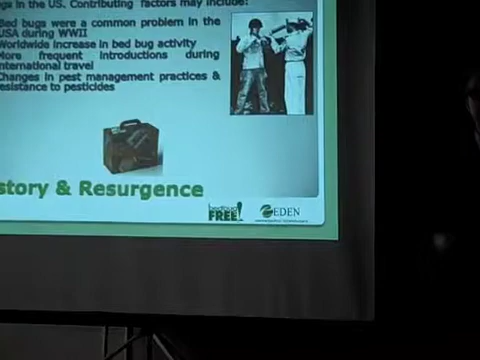 gs in the US. Contributing factors may include:
Bed bugs were a common problem in the
USA during WWII
Worldwide increase in bed bug activity
More frequent introductions during
international travel
Changes in pest management practices &
resistance to pesticides
story & Resurgence
FREE!
EDEN